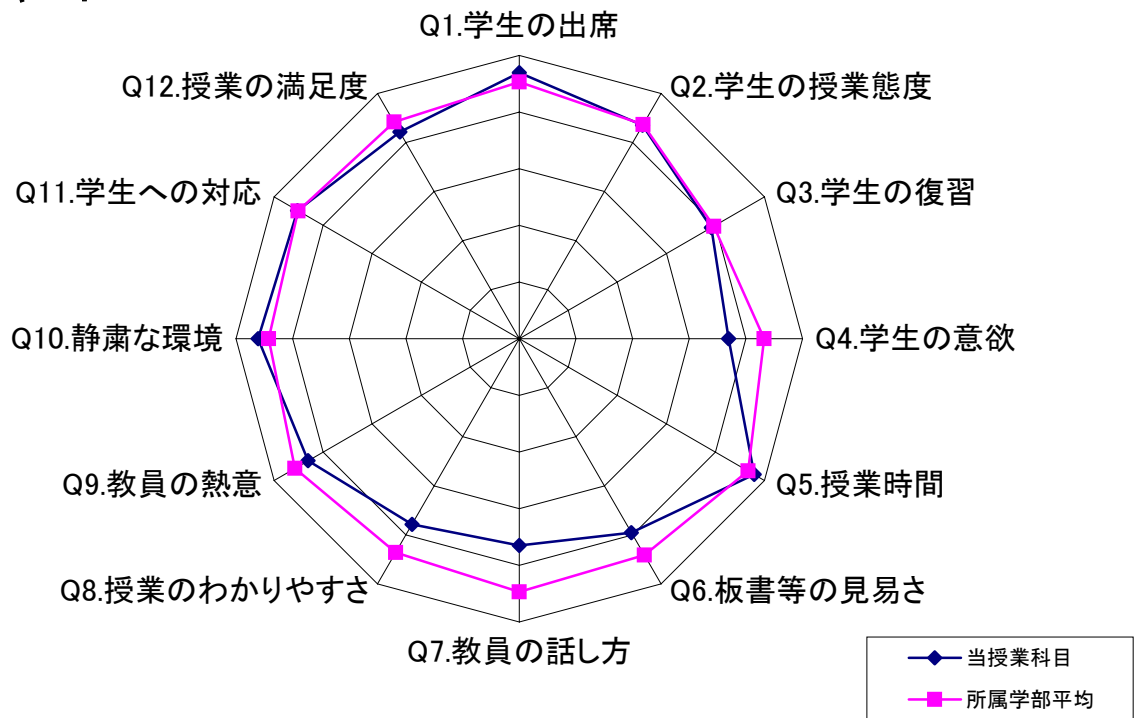 Q1.学生の出席
Q2.学生の授業態度
Q3.学生の復習
Q4.学生の意欲
Q5.授業時間
Q6.板書等の見易さ
Q7.教員の話し方
Q8.授業のわかりやすさ
Q9.教員の熱意
Q10.静粛な環境
Q11.学生への対応
Q12.授業の満足度
当授業科目
所属学部平均